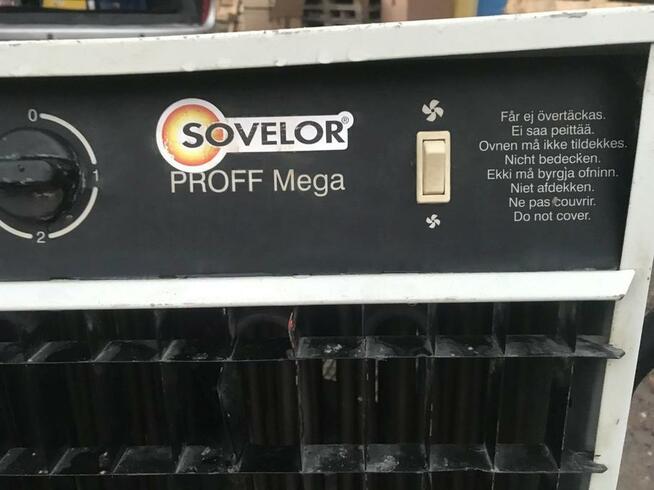 0
1
2
SOVELOR®
PROFF Mega
Får ej övertäckas.
Ei saa peittää.
Ovnen må ikke tildekkes.
Nicht bedecken.
Ekki má byrgja ofninn.
Niet afdekken.
Ne pas couvrir.
Do not cover.